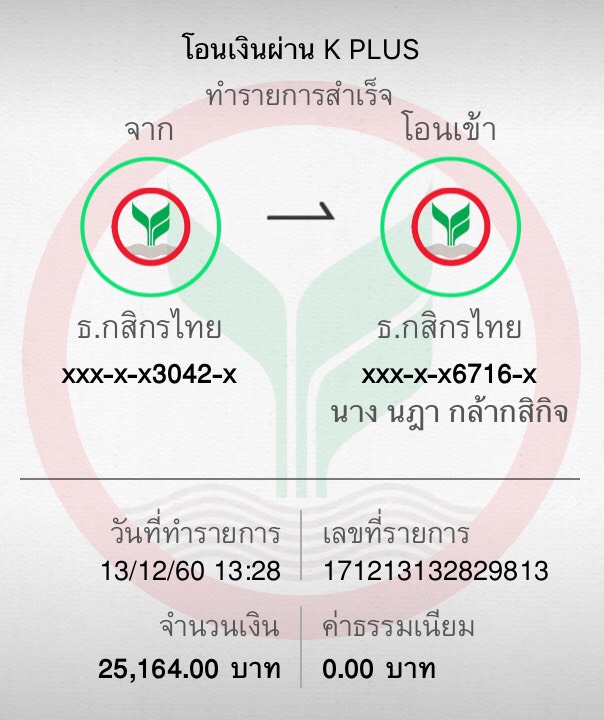 โอนเงินผ่าน K PLUS
ทำรายการสำเร็จ
จาก
โอนเข้า
ธ.กสิกรไทย
ธ.กสิกรไทย
xxx-x-x3042-x
xxx-x-x6716-x
นาง นฎา กล้ากสิกิจ
วันที่ทำรายการ
เลขที่รายการ
13/12/60 13:28
171213132829813
จำนวนเงิน
ค่าธรรมเนียม
25,164.00 บาท
0.00 บาท